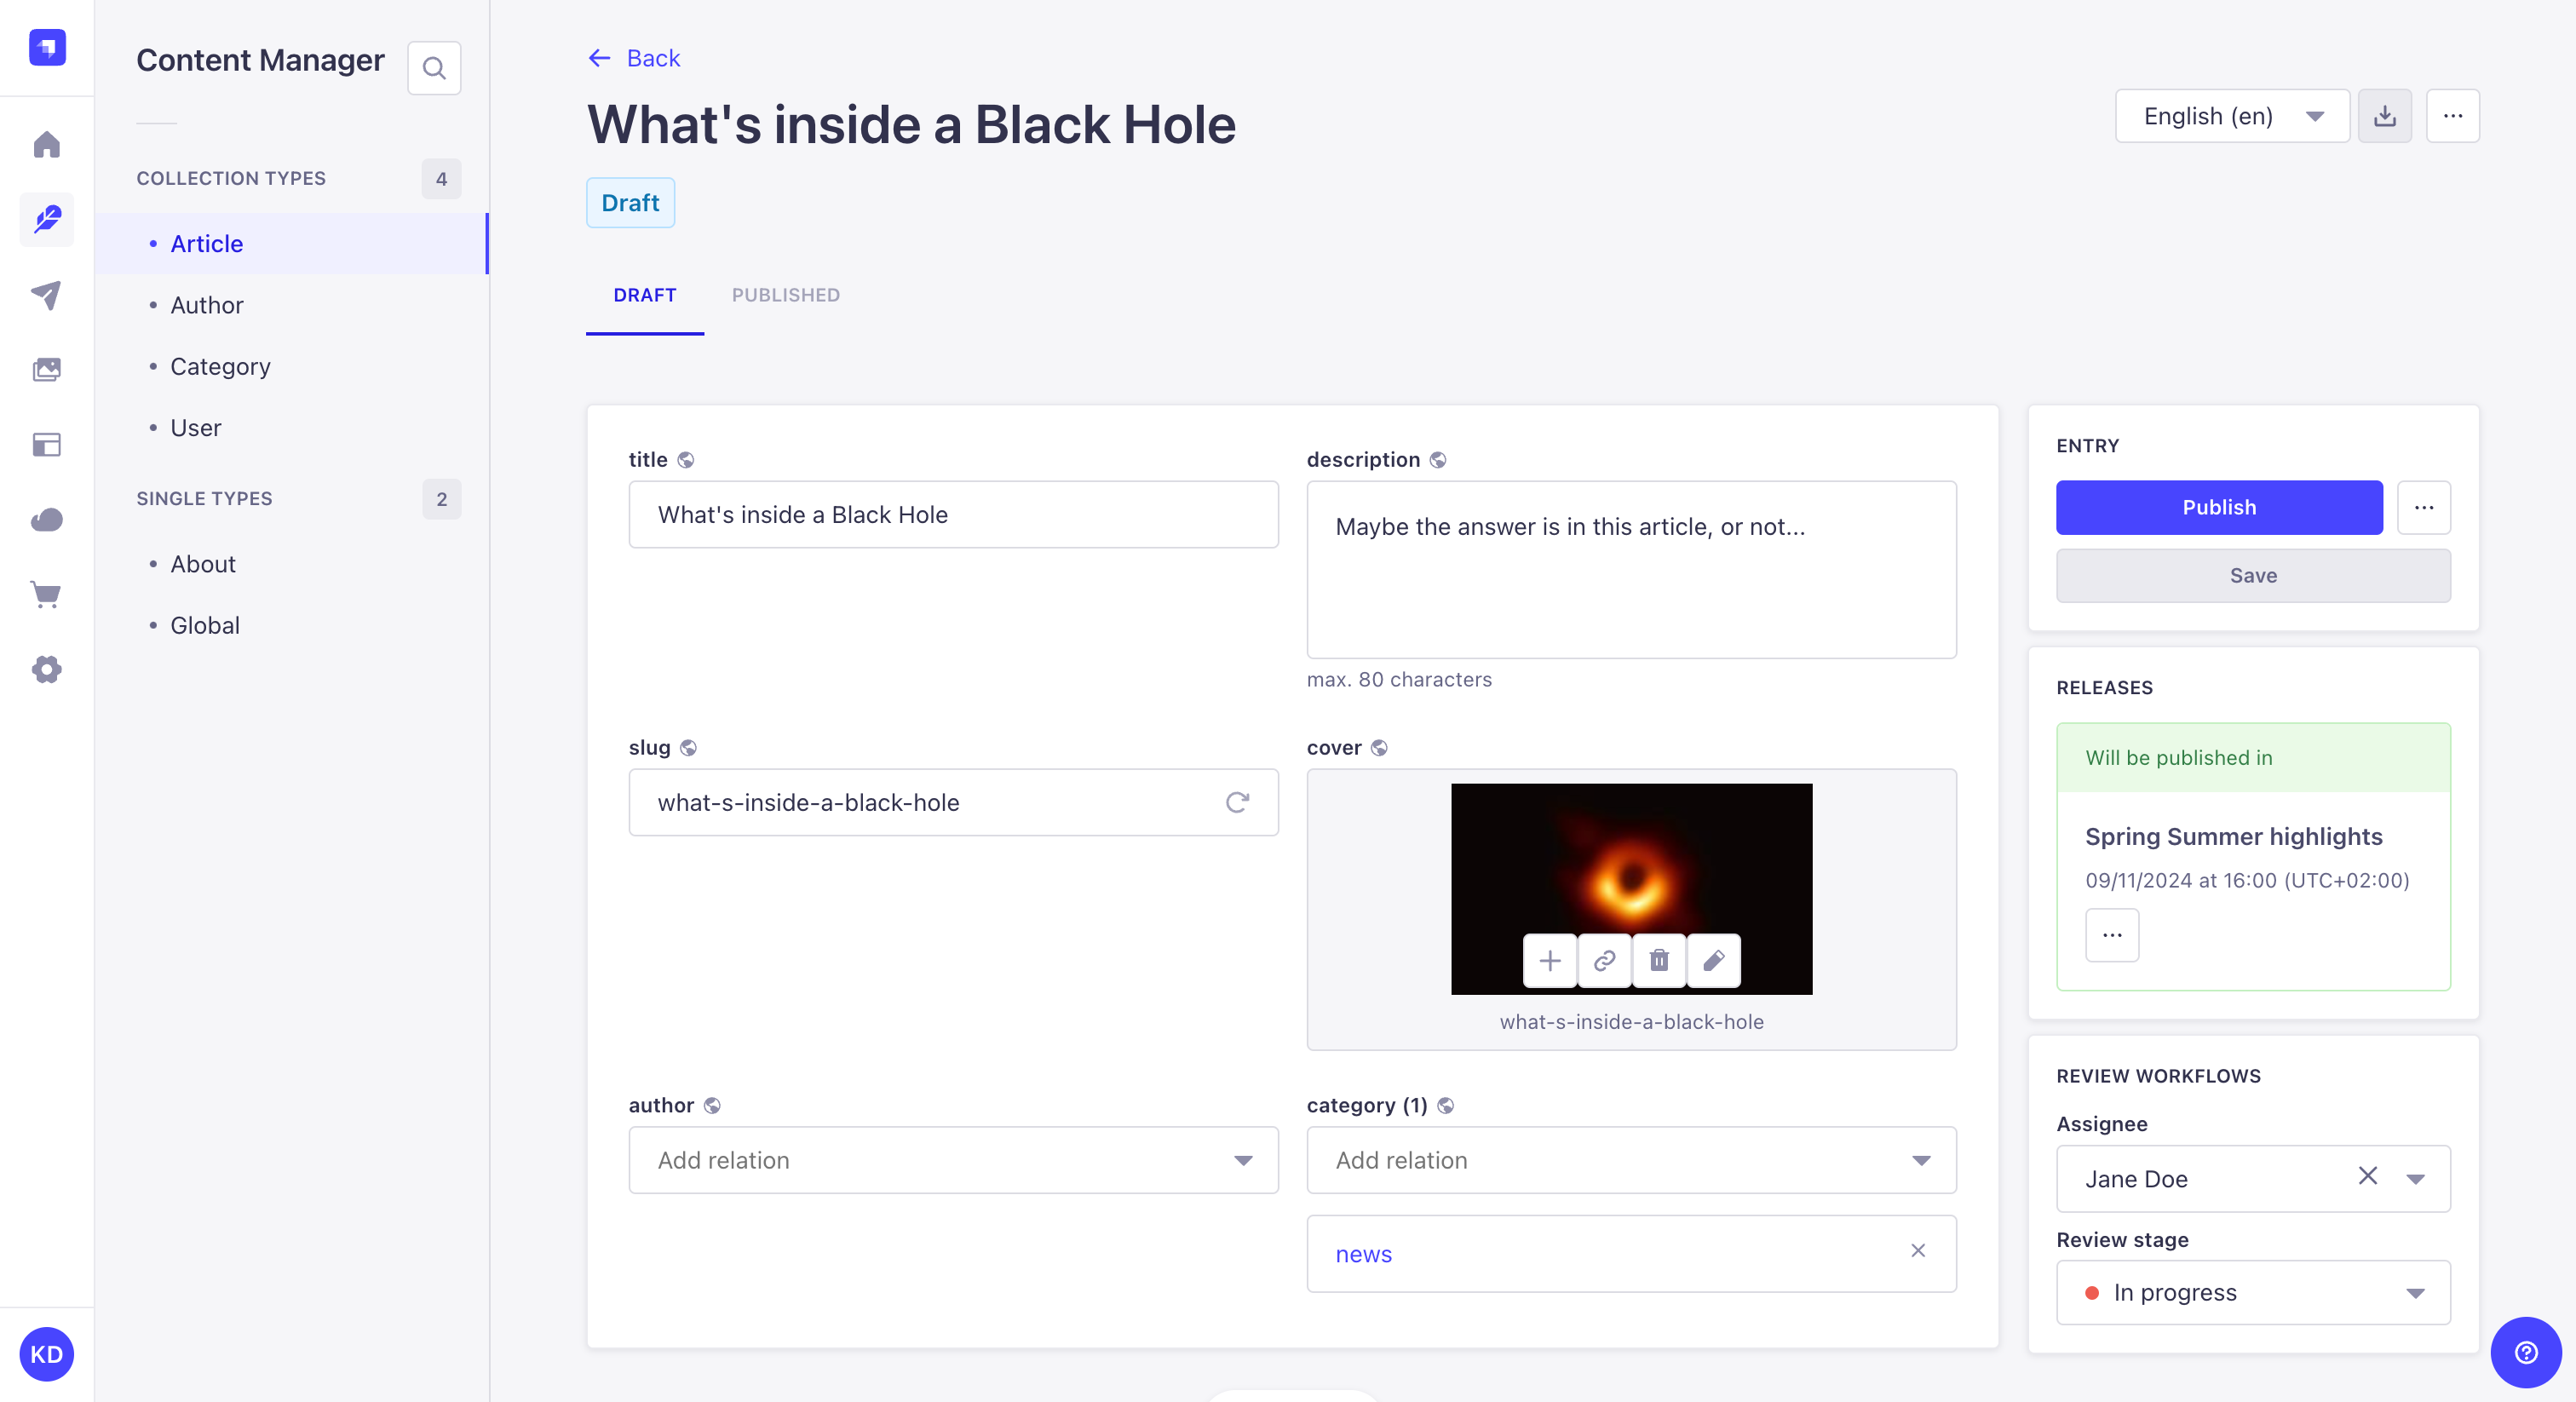 Content Manager
COLLECTION TYPES 4
Article
Author
Category
User
SINGLE TYPES 2
About
Global
KD
Back
What's inside a Black Hole
English (en)
Draft
DRAFT PUBLISHED
title
What's inside a Black Hole
description
Maybe the answer is in this article, or not...
max. 80 characters
slug
what-s-inside-a-black-hole
cover
what-s-inside-a-black-hole
author
Add relation
category (1)
Add relation
news
ENTRY
Publish
Save
RELEASES
Will be published in
Spring Summer highlights
09/11/2024 at 16:00 (UTC+02:00)
REVIEW WORKFLOWS
Assignee
Jane Doe
Review stage
In progress